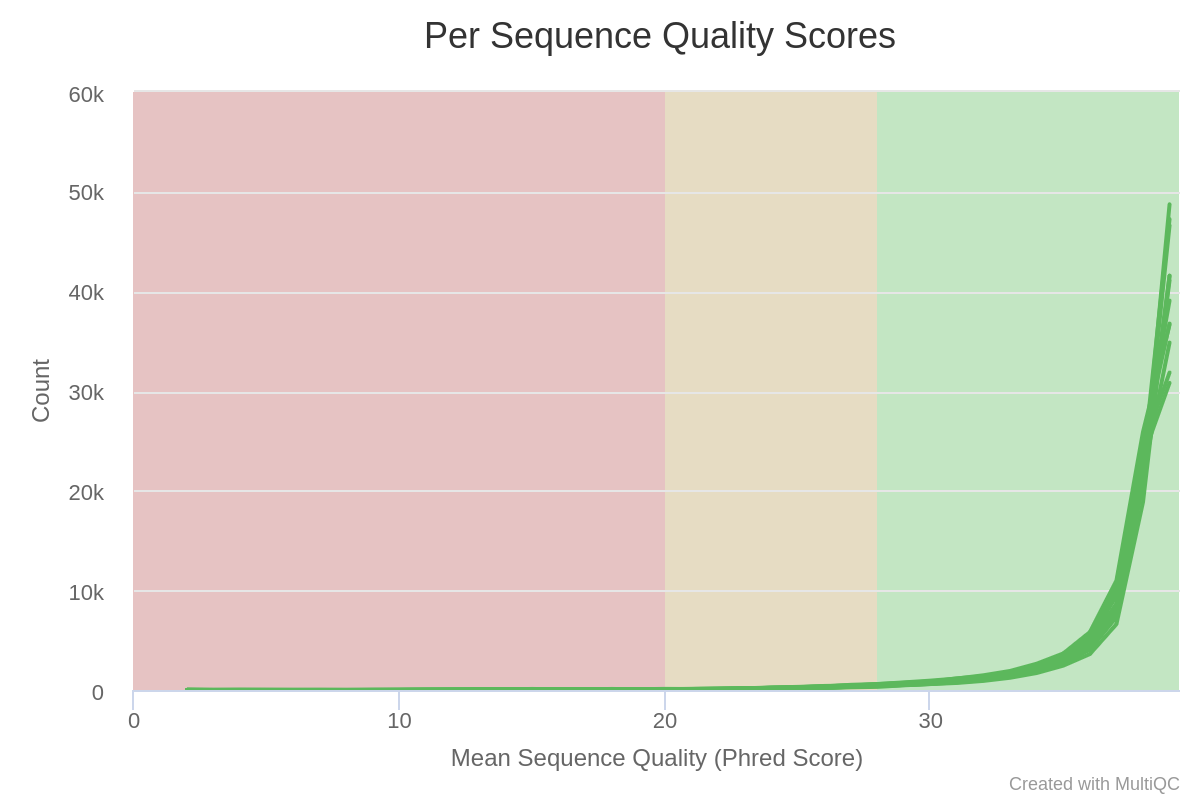 Per Sequence Quality Scores
60k
50k
40k
30k
20k
10k
0
Count
0 10 20 30
Mean Sequence Quality (Phred Score)
Created with MultiQC